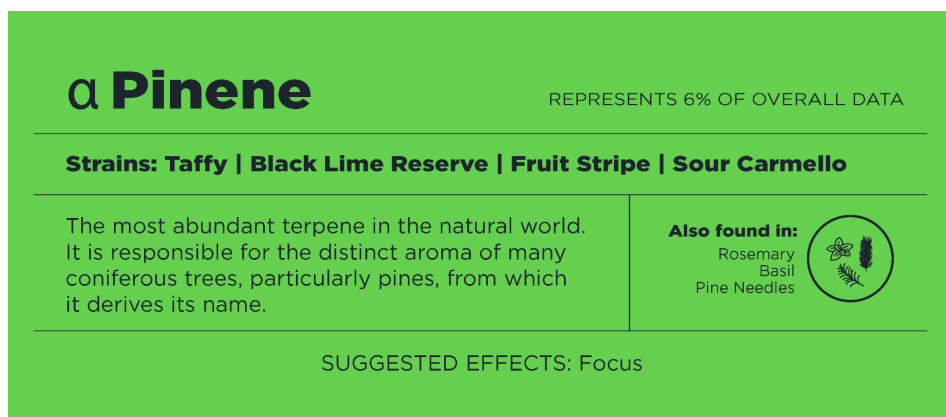 α Pinene
REPRESENTS 6% OF OVERALL DATA
Strains: Taffy | Black Lime Reserve | Fruit Stripe | Sour Carmello
The most abundant terpene in the natural world.
It is responsible for the distinct aroma of many
coniferous trees, particularly pines, from which
it derives its name.
Also found in:
Rosemary
Basil
Pine Needles
SUGGESTED EFFECTS: Focus